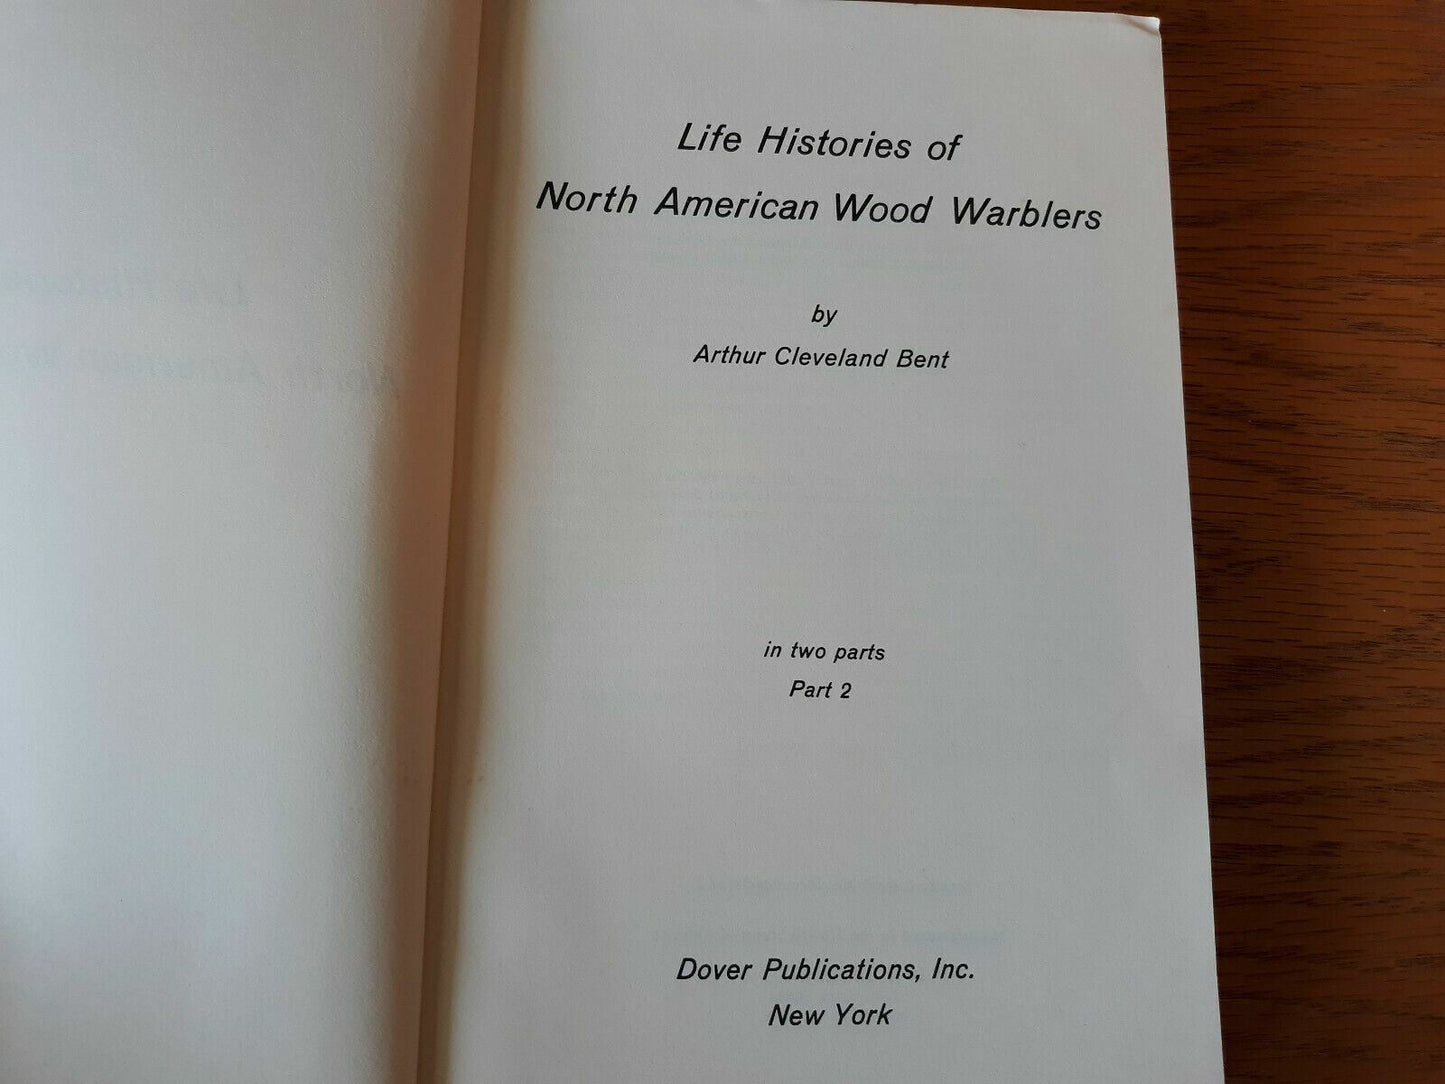 Life Histories of
North American Wood Warblers
by
Arthur Cleveland Bent
in two parts
Part 2
Dover Publications, Inc.
New York